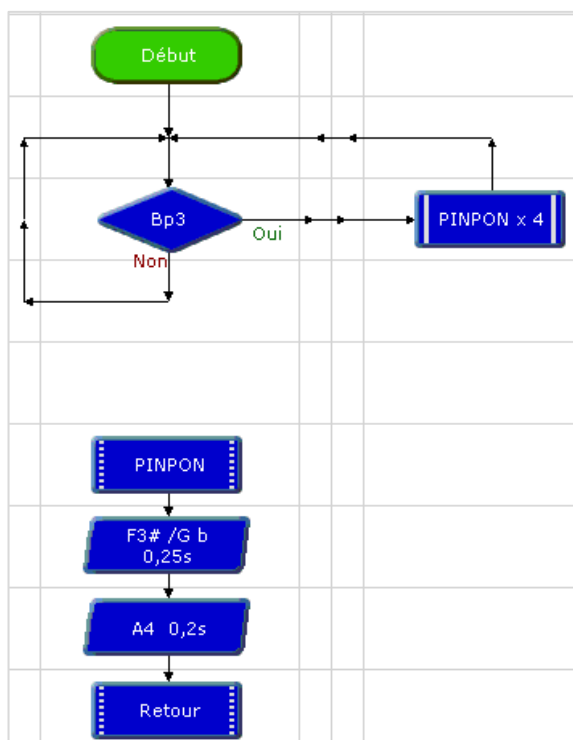 Début
Bp3
Oui
PINPON x 4
Non
PINPON
F3# /G b
0,25s
A4 0,2s
Retour